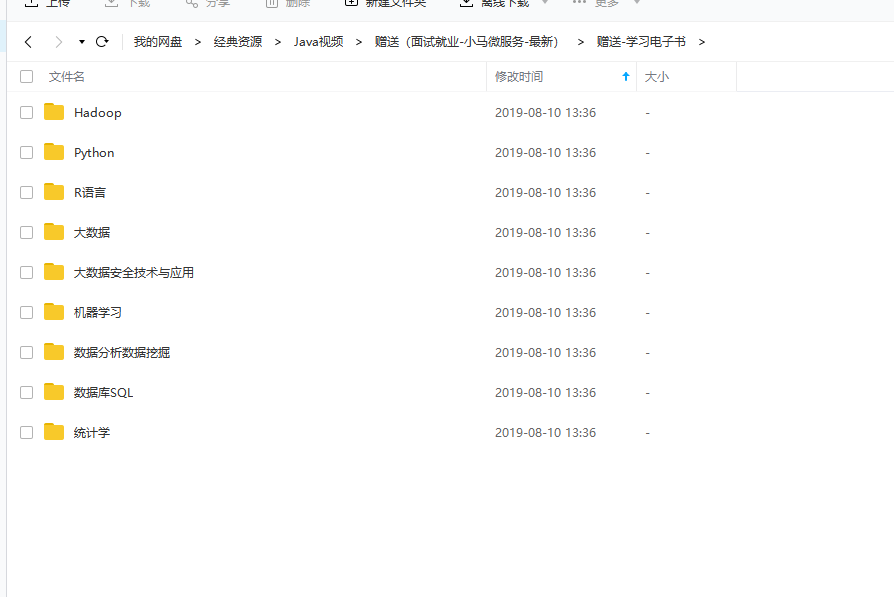 上传 下载 分享 删除 新建文件夹 离线下载 ··· 更多
我的网盘 > 经典资源 > Java视频 > 赠送（面试就业-小马微服务-最新） > 赠送-学习电子书 >
文件名 修改时间 大小
Hadoop 2019-08-10 13:36 -
Python 2019-08-10 13:36 -
R语言 2019-08-10 13:36 -
大数据 2019-08-10 13:36 -
大数据安全技术与应用 2019-08-10 13:36 -
机器学习 2019-08-10 13:36 -
数据分析数据挖掘 2019-08-10 13:36 -
数据库SQL 2019-08-10 13:36 -
统计学 2019-08-10 13:36 -